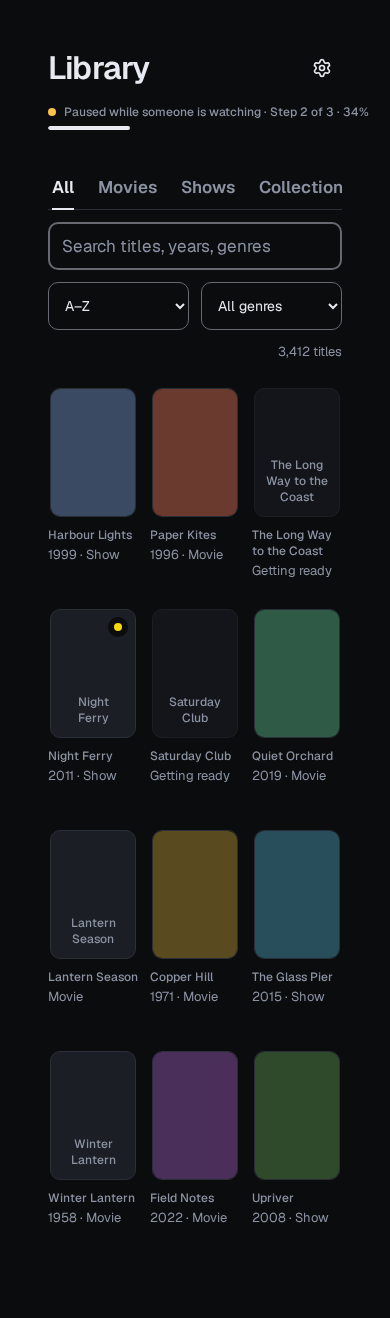 Library
Paused while someone is watching · Step 2 of 3 · 34%
All Movies Shows Collection
Search titles, years, genres
A–Z All genres
3,412 titles
The Long
Way to the
Coast
Harbour Lights
1999 · Show
Paper Kites
1996 · Movie
The Long Way
to the Coast
Getting ready
Night
Ferry
Saturday
Club
Night Ferry
2011 · Show
Saturday Club
Getting ready
Quiet Orchard
2019 · Movie
Lantern
Season
Lantern Season
Movie
Copper Hill
1971 · Movie
The Glass Pier
2015 · Show
Winter
Lantern
Winter Lantern
1958 · Movie
Field Notes
2022 · Movie
Upriver
2008 · Show